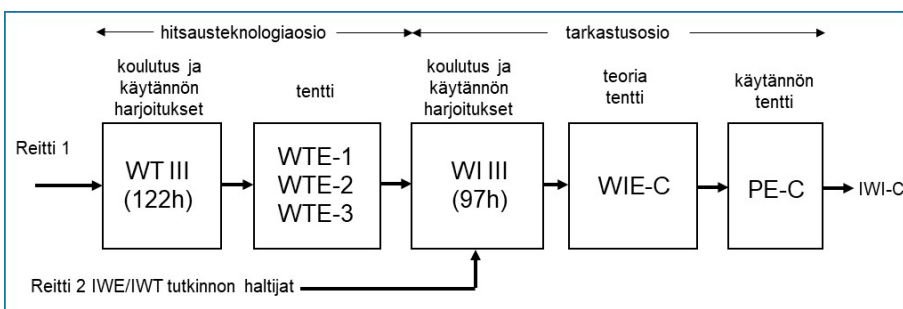 hitsausteknologiaosio
tarkastusosio
koulutus ja
käytännön
harjoitukset
tentti
koulutus ja
käytännön
harjoitukset
teoria
tentti
käytännön
tentti
Reitti 1
WT III
(122h)
WTE-1
WTE-2
WTE-3
WI III
(97h)
WIE-C
PE-C
IWI-C
Reitti 2 IWE/IWT tutkinnon haltijat